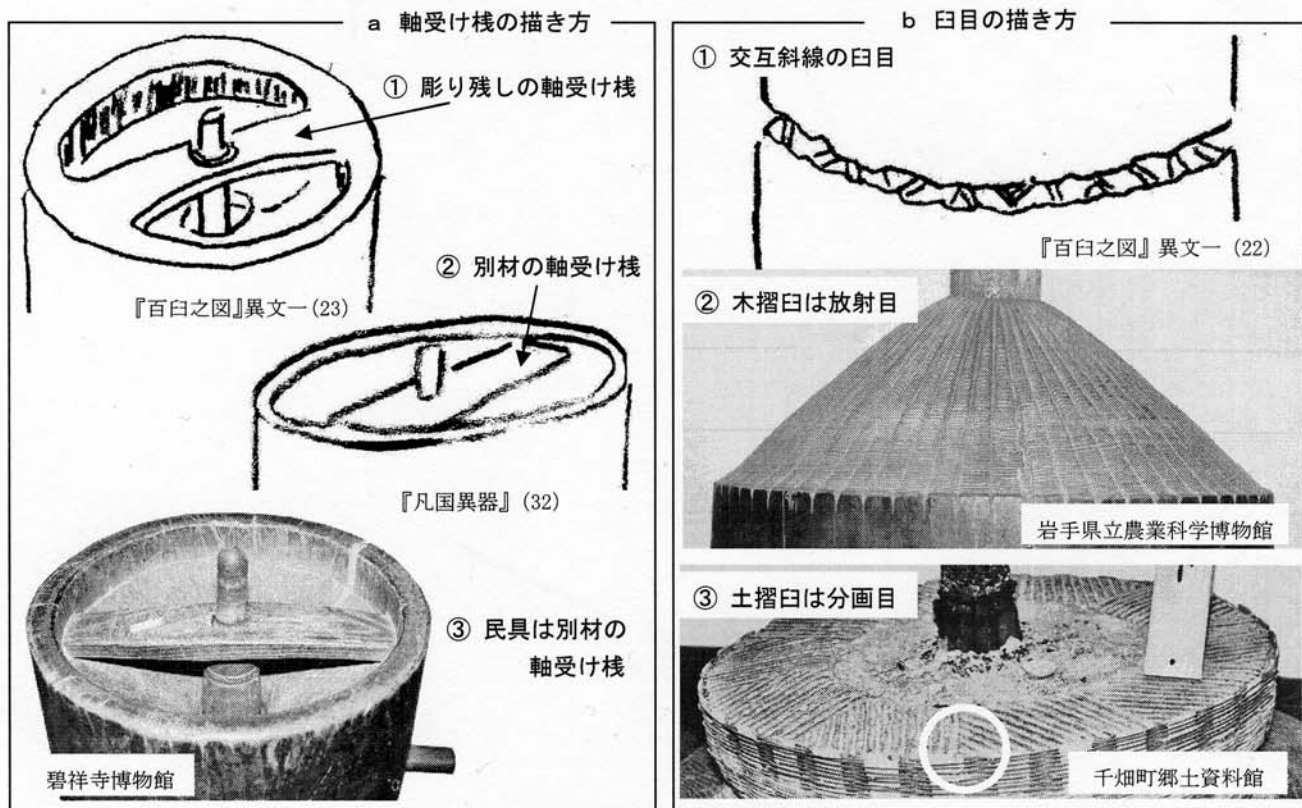 a 軸受け桟の描き方
① 彫り残しの軸受け桟
『百臼之図』異文一(23)
② 別材の軸受け桟
『凡国異器』(32)
③ 民具は別材の
軸受け桟
碧祥寺博物館
b 臼目の描き方
① 交互斜線の臼目
『百臼之図』異文一(22)
② 木摺臼は放射目
岩手県立農業科学博物館
③ 土摺臼は分画目
千畑町郷土資料館